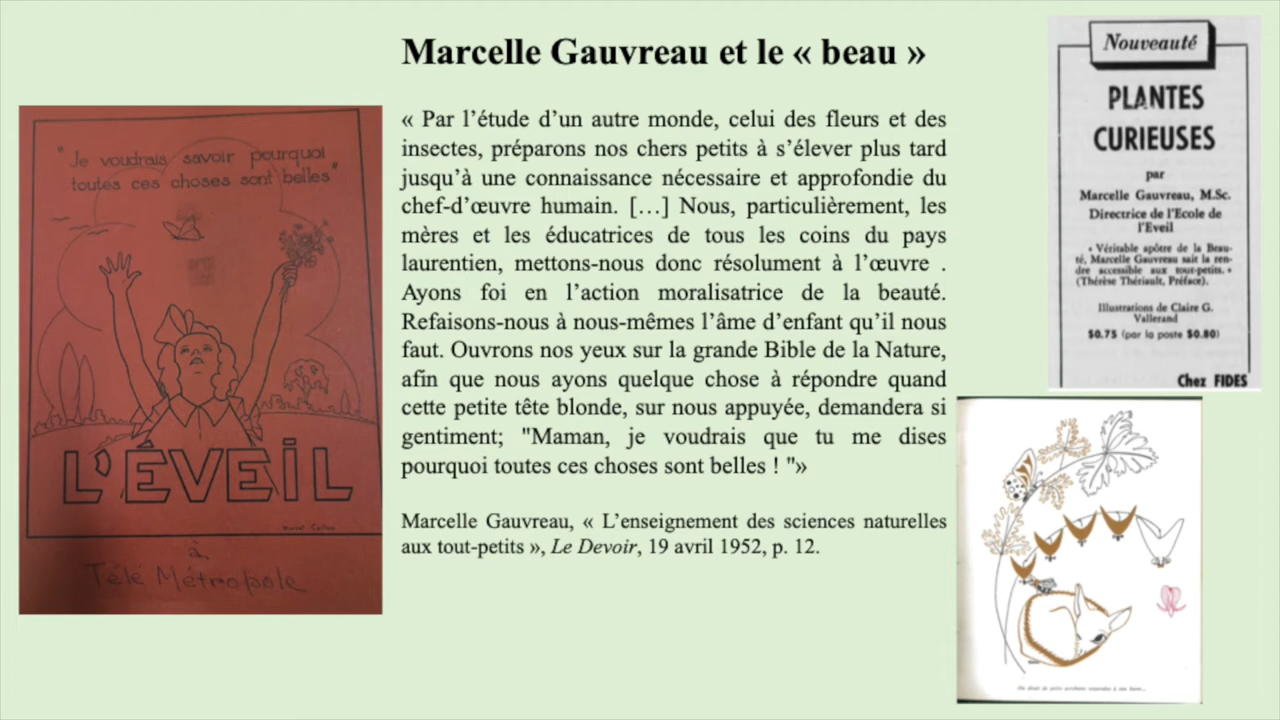 Marcelle Gauvreau et le « beau »
" Je voudrais savoir pourquoi
toutes ces choses sont belles "
L'ÉVEIL
à
Télé Métropole
« Par l’étude d’un autre monde, celui des fleurs et des
insectes, préparons nos chers petits à s’élever plus tard
jusqu’à une connaissance nécessaire et approfondie du
chef-d’œuvre humain. […] Nous, particulièrement, les
mères et les éducatrices de tous les coins du pays
laurentien, mettons-nous donc résolument à l’œuvre .
Ayons foi en l’action moralisatrice de la beauté.
Refaisons-nous à nous-mêmes l’âme d’enfant qu’il nous
faut. Ouvrons nos yeux sur la grande Bible de la Nature,
afin que nous ayons quelque chose à répondre quand
cette petite tête blonde, sur nous appuyée, demandera si
gentiment; "Maman, je voudrais que tu me dises
pourquoi toutes ces choses sont belles ! "»
Marcelle Gauvreau, « L’enseignement des sciences naturelles
aux tout-petits », Le Devoir, 19 avril 1952, p. 12.
Nouveauté
PLANTES
CURIEUSES
par
Marcelle Gauvreau, M.Sc.
Directrice de l'Ecole de
l'Eveil
« Véritable apôtre de la Beau-
té, Marcelle Gauvreau sait la ren-
dre accessible aux tout-petits. »
(Thérèse Thériault, Préface).
Illustrations de Claire G.
Vallerand
$0.75 (par la poste $0.80)
Chez FIDES